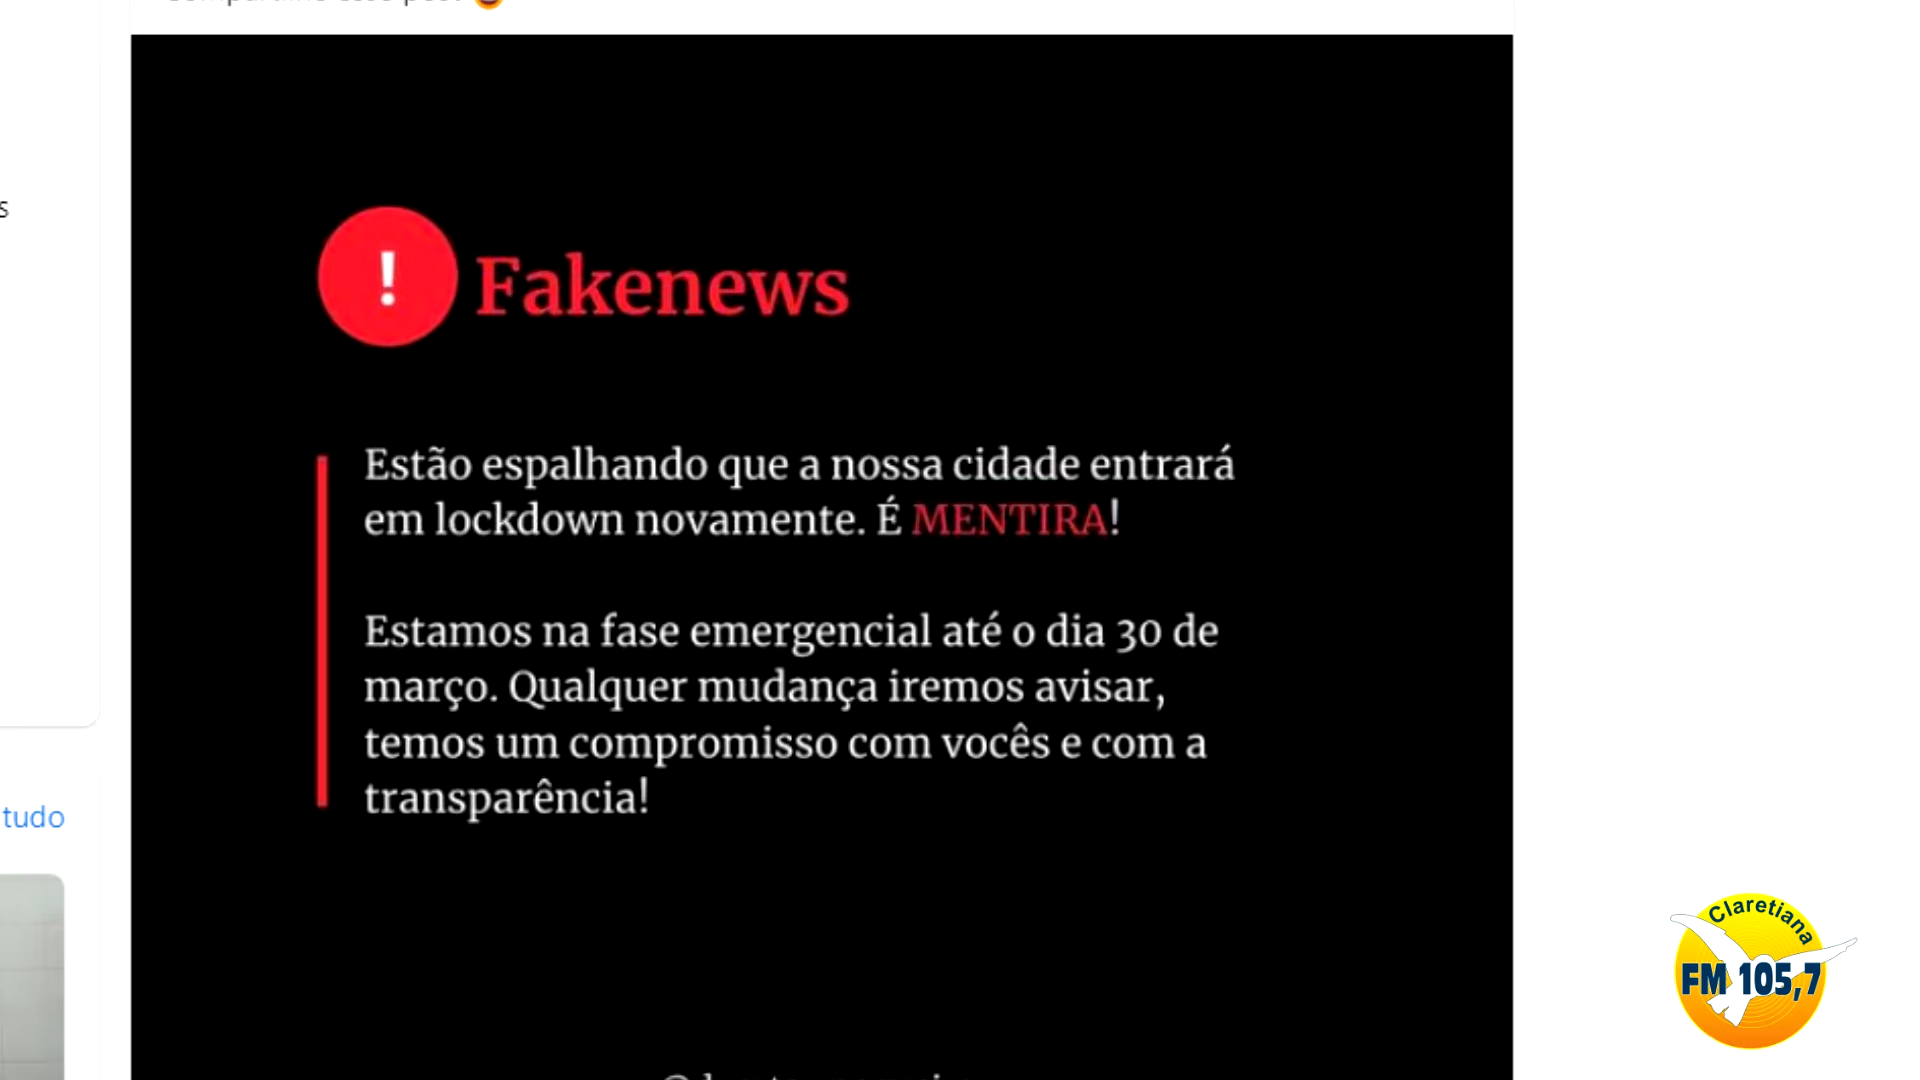 s
! Fakenews
Estão espalhando que a nossa cidade entrará
em lockdown novamente. É MENTIRA!
Estamos na fase emergencial até o dia 30 de
março. Qualquer mudança iremos avisar,
temos um compromisso com vocês e com a
transparência!
tudo
Claretiana
FM 105,7